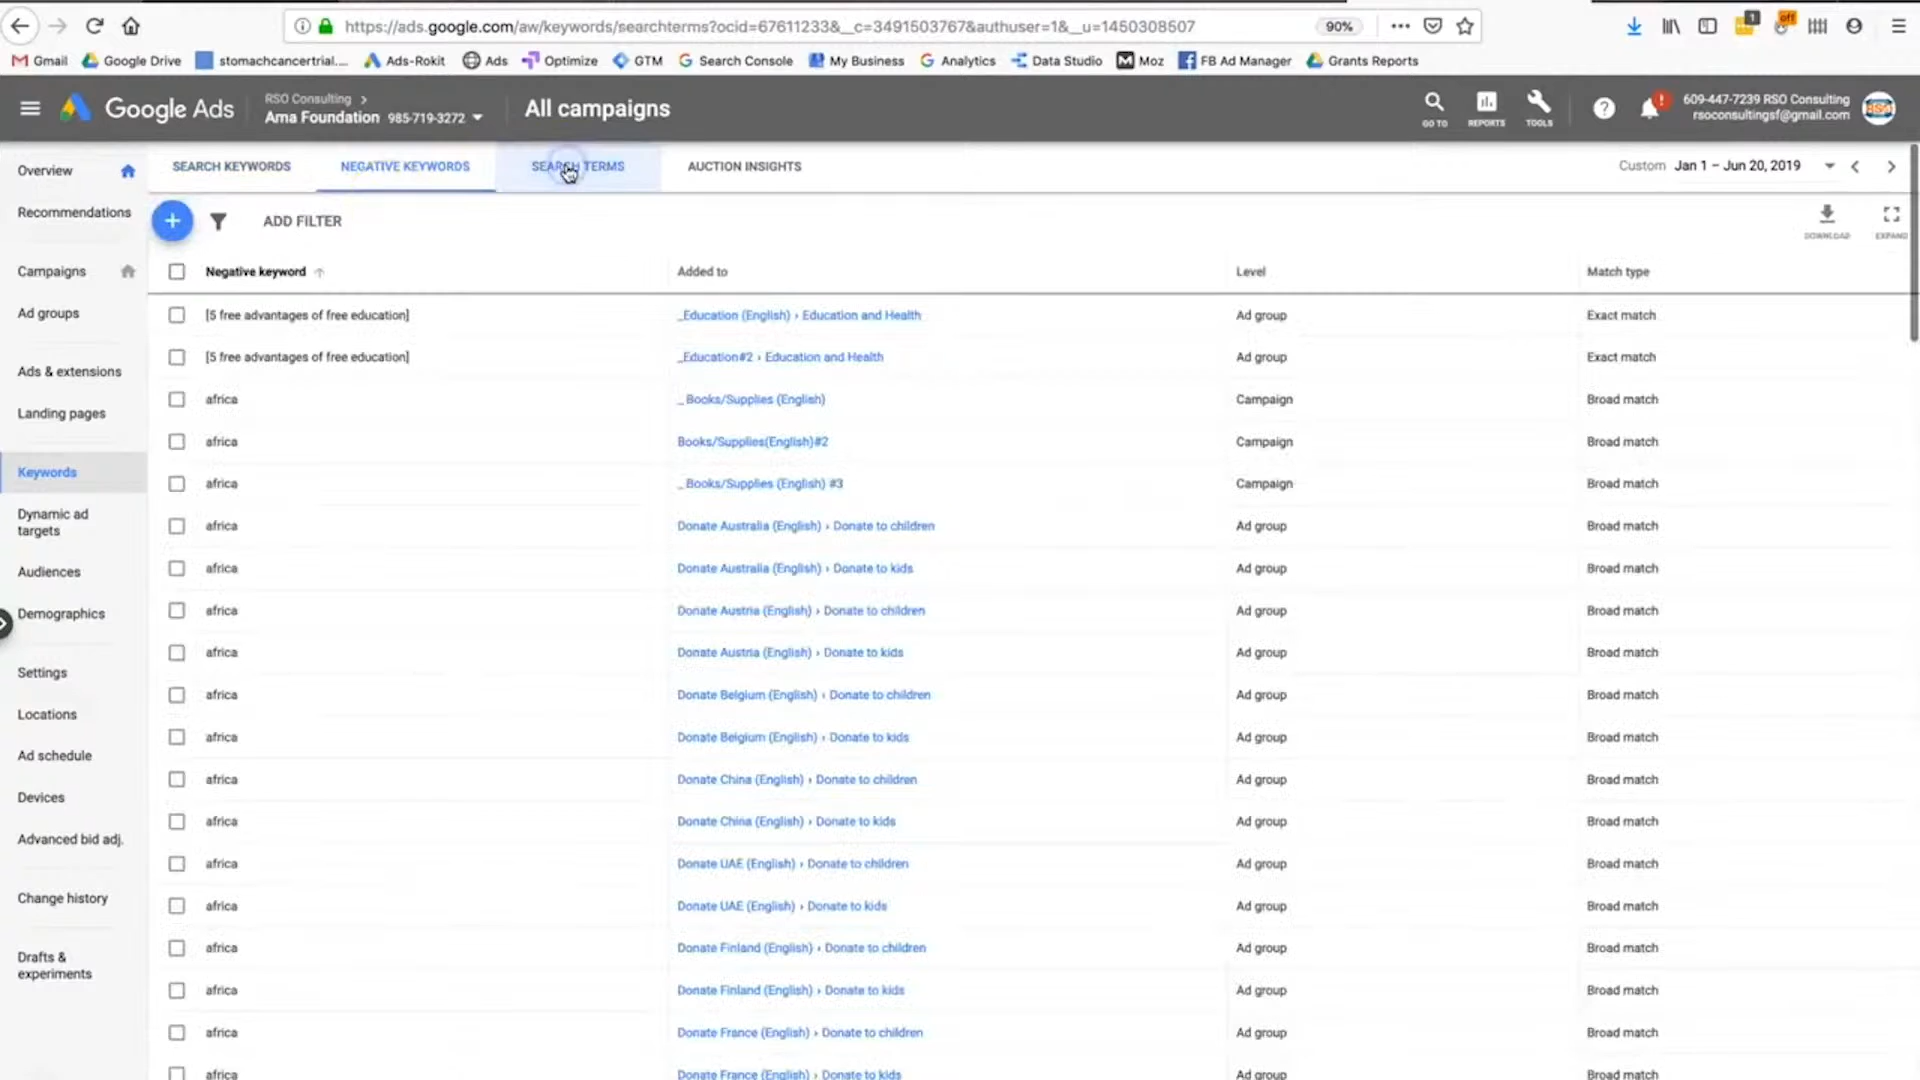 https://ads.google.com/aw/keywords/searchterms?ocid=67611233&__c=3491503767&authuser=1&__u=1450308507
90%
1
off
Gmail
Google Drive
stomachcancertrial....
Ads-Rokit
Ads
Optimize
GTM
Search Console
My Business
Analytics
Data Studio
Moz
FB Ad Manager
Grants Reports
Google Ads
RSO Consulting >
Ama Foundation 985-719-3272
All campaigns
GO TO
REPORTS
TOOLS
?
!
609-447-7239 RSO Consulting
rsoconsultingsf@gmail.com
RSO
Overview
Recommendations
Campaigns
Ad groups
Ads & extensions
Landing pages
Keywords
Dynamic ad
targets
Audiences
Demographics
Settings
Locations
Ad schedule
Devices
Advanced bid adj.
Change history
Drafts &
experiments
SEARCH KEYWORDS
NEGATIVE KEYWORDS
SEARCH TERMS
AUCTION INSIGHTS
Custom Jan 1 – Jun 20, 2019
ADD FILTER
DOWNLOAD
EXPAND
Negative keyword Added to Level Match type
[5 free advantages of free education] _Education (English) › Education and Health Ad group Exact match
[5 free advantages of free education] _Education#2 › Education and Health Ad group Exact match
africa _ Books/Supplies (English) Campaign Broad match
africa Books/Supplies(English)#2 Campaign Broad match
africa _ Books/Supplies (English) #3 Campaign Broad match
africa Donate Australia (English) › Donate to children Ad group Broad match
africa Donate Australia (English) › Donate to kids Ad group Broad match
africa Donate Austria (English) › Donate to children Ad group Broad match
africa Donate Austria (English) › Donate to kids Ad group Broad match
africa Donate Belgium (English) › Donate to children Ad group Broad match
africa Donate Belgium (English) › Donate to kids Ad group Broad match
africa Donate China (English) › Donate to children Ad group Broad match
africa Donate China (English) › Donate to kids Ad group Broad match
africa Donate UAE (English) › Donate to children Ad group Broad match
africa Donate UAE (English) › Donate to kids Ad group Broad match
africa Donate Finland (English) › Donate to children Ad group Broad match
africa Donate Finland (English) › Donate to kids Ad group Broad match
africa Donate France (English) › Donate to children Ad group Broad match
africa Donate France (English) › Donate to kids Ad group Broad match